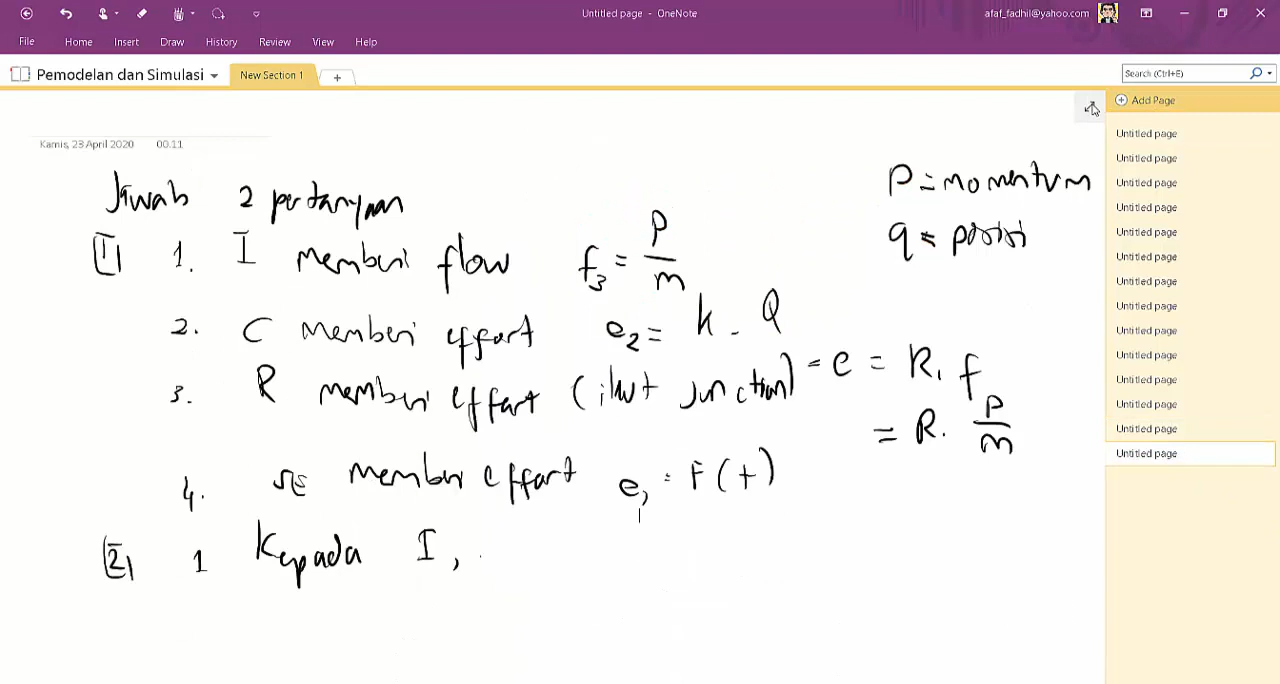 Untitled page - OneNote
afaf_fadhil@yahoo.com
File Home Insert Draw History Review View Help
Pemodelan dan Simulasi
New Section 1
+
Search (Ctrl+E)
Add Page
Kamis, 23 April 2020 00.11
Jawab 2 pertanyaan
p = momentum
q = posisi
(1) 1. I memberi flow f3 = p/m
2. C memberi effort e2 = k . Q
3. R memberi effort (ikut junction) = e = R. f
= R. p/m
4. SE memberi effort e1 = F(t)
(2) 1 Kepada I,
Untitled page
Untitled page
Untitled page
Untitled page
Untitled page
Untitled page
Untitled page
Untitled page
Untitled page
Untitled page
Untitled page
Untitled page
Untitled page
Untitled page